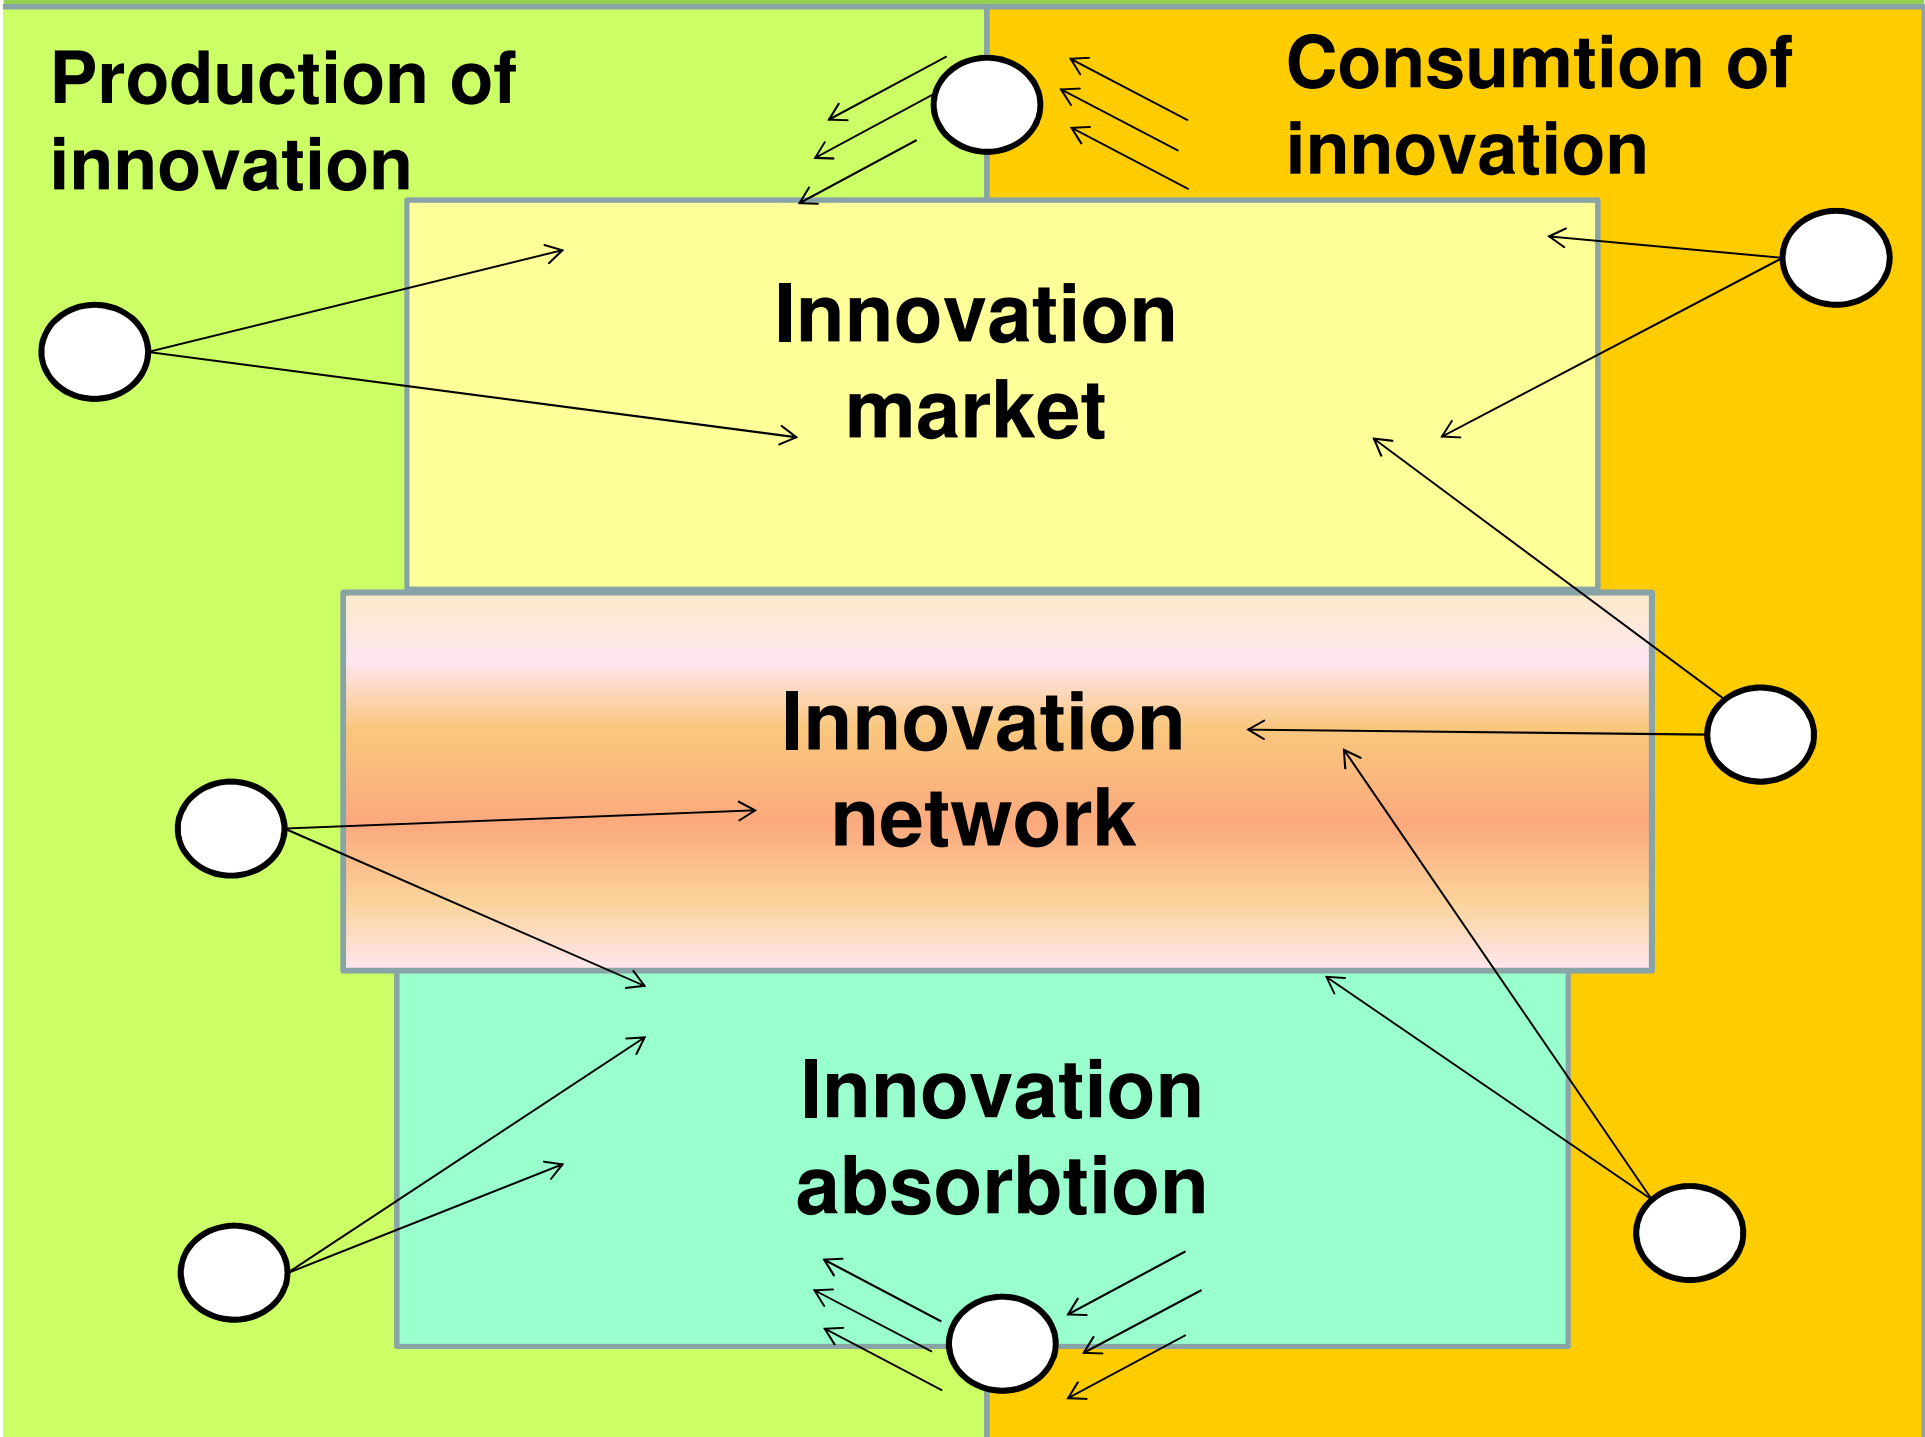 Production of
innovation
Consumtion of
innovation
Innovation
market
Innovation
network
Innovation
absorbtion